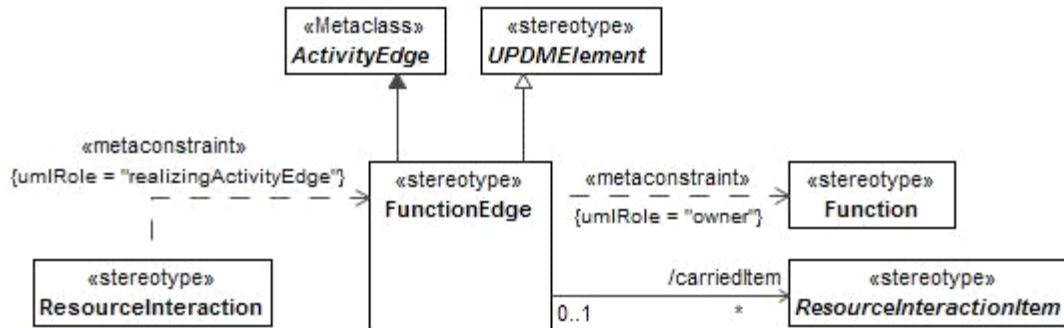 «Metaclass»
ActivityEdge
«stereotype»
UPDMElement
«metaconstraint»
{umlRole = "realizingActivityEdge"}
«stereotype»
FunctionEdge
«metaconstraint»
{umlRole = "owner"}
«stereotype»
Function
«stereotype»
ResourceInteraction
/carriedItem
0..1
*
«stereotype»
ResourceInteractionItem